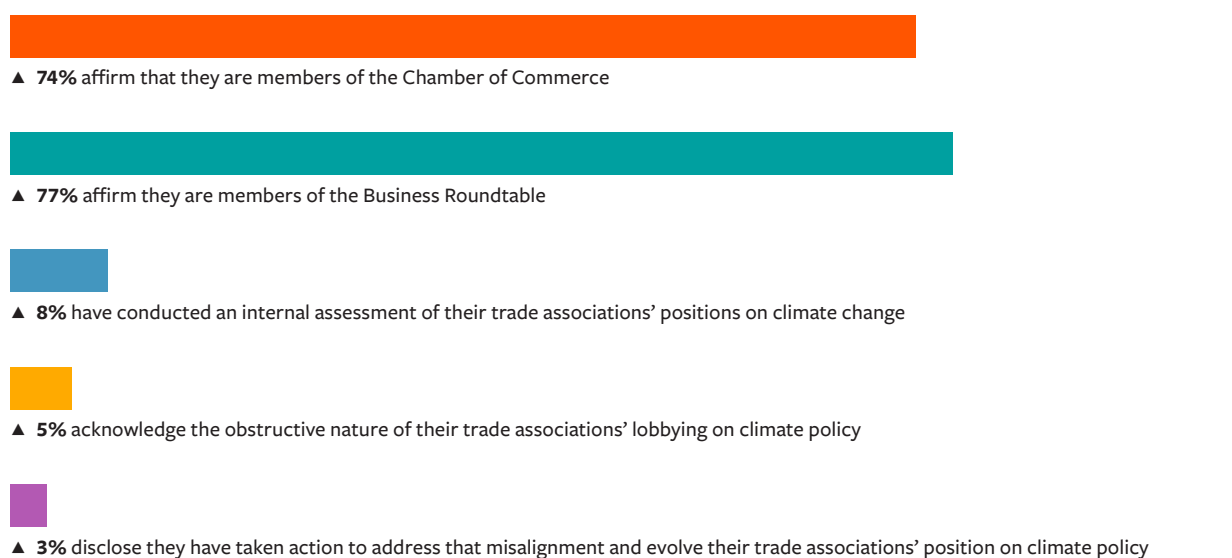 ▲ 74% affirm that they are members of the Chamber of Commerce
▲ 77% affirm they are members of the Business Roundtable
▲ 8% have conducted an internal assessment of their trade associations’ positions on climate change
▲ 5% acknowledge the obstructive nature of their trade associations’ lobbying on climate policy
▲ 3% disclose they have taken action to address that misalignment and evolve their trade associations’ position on climate policy